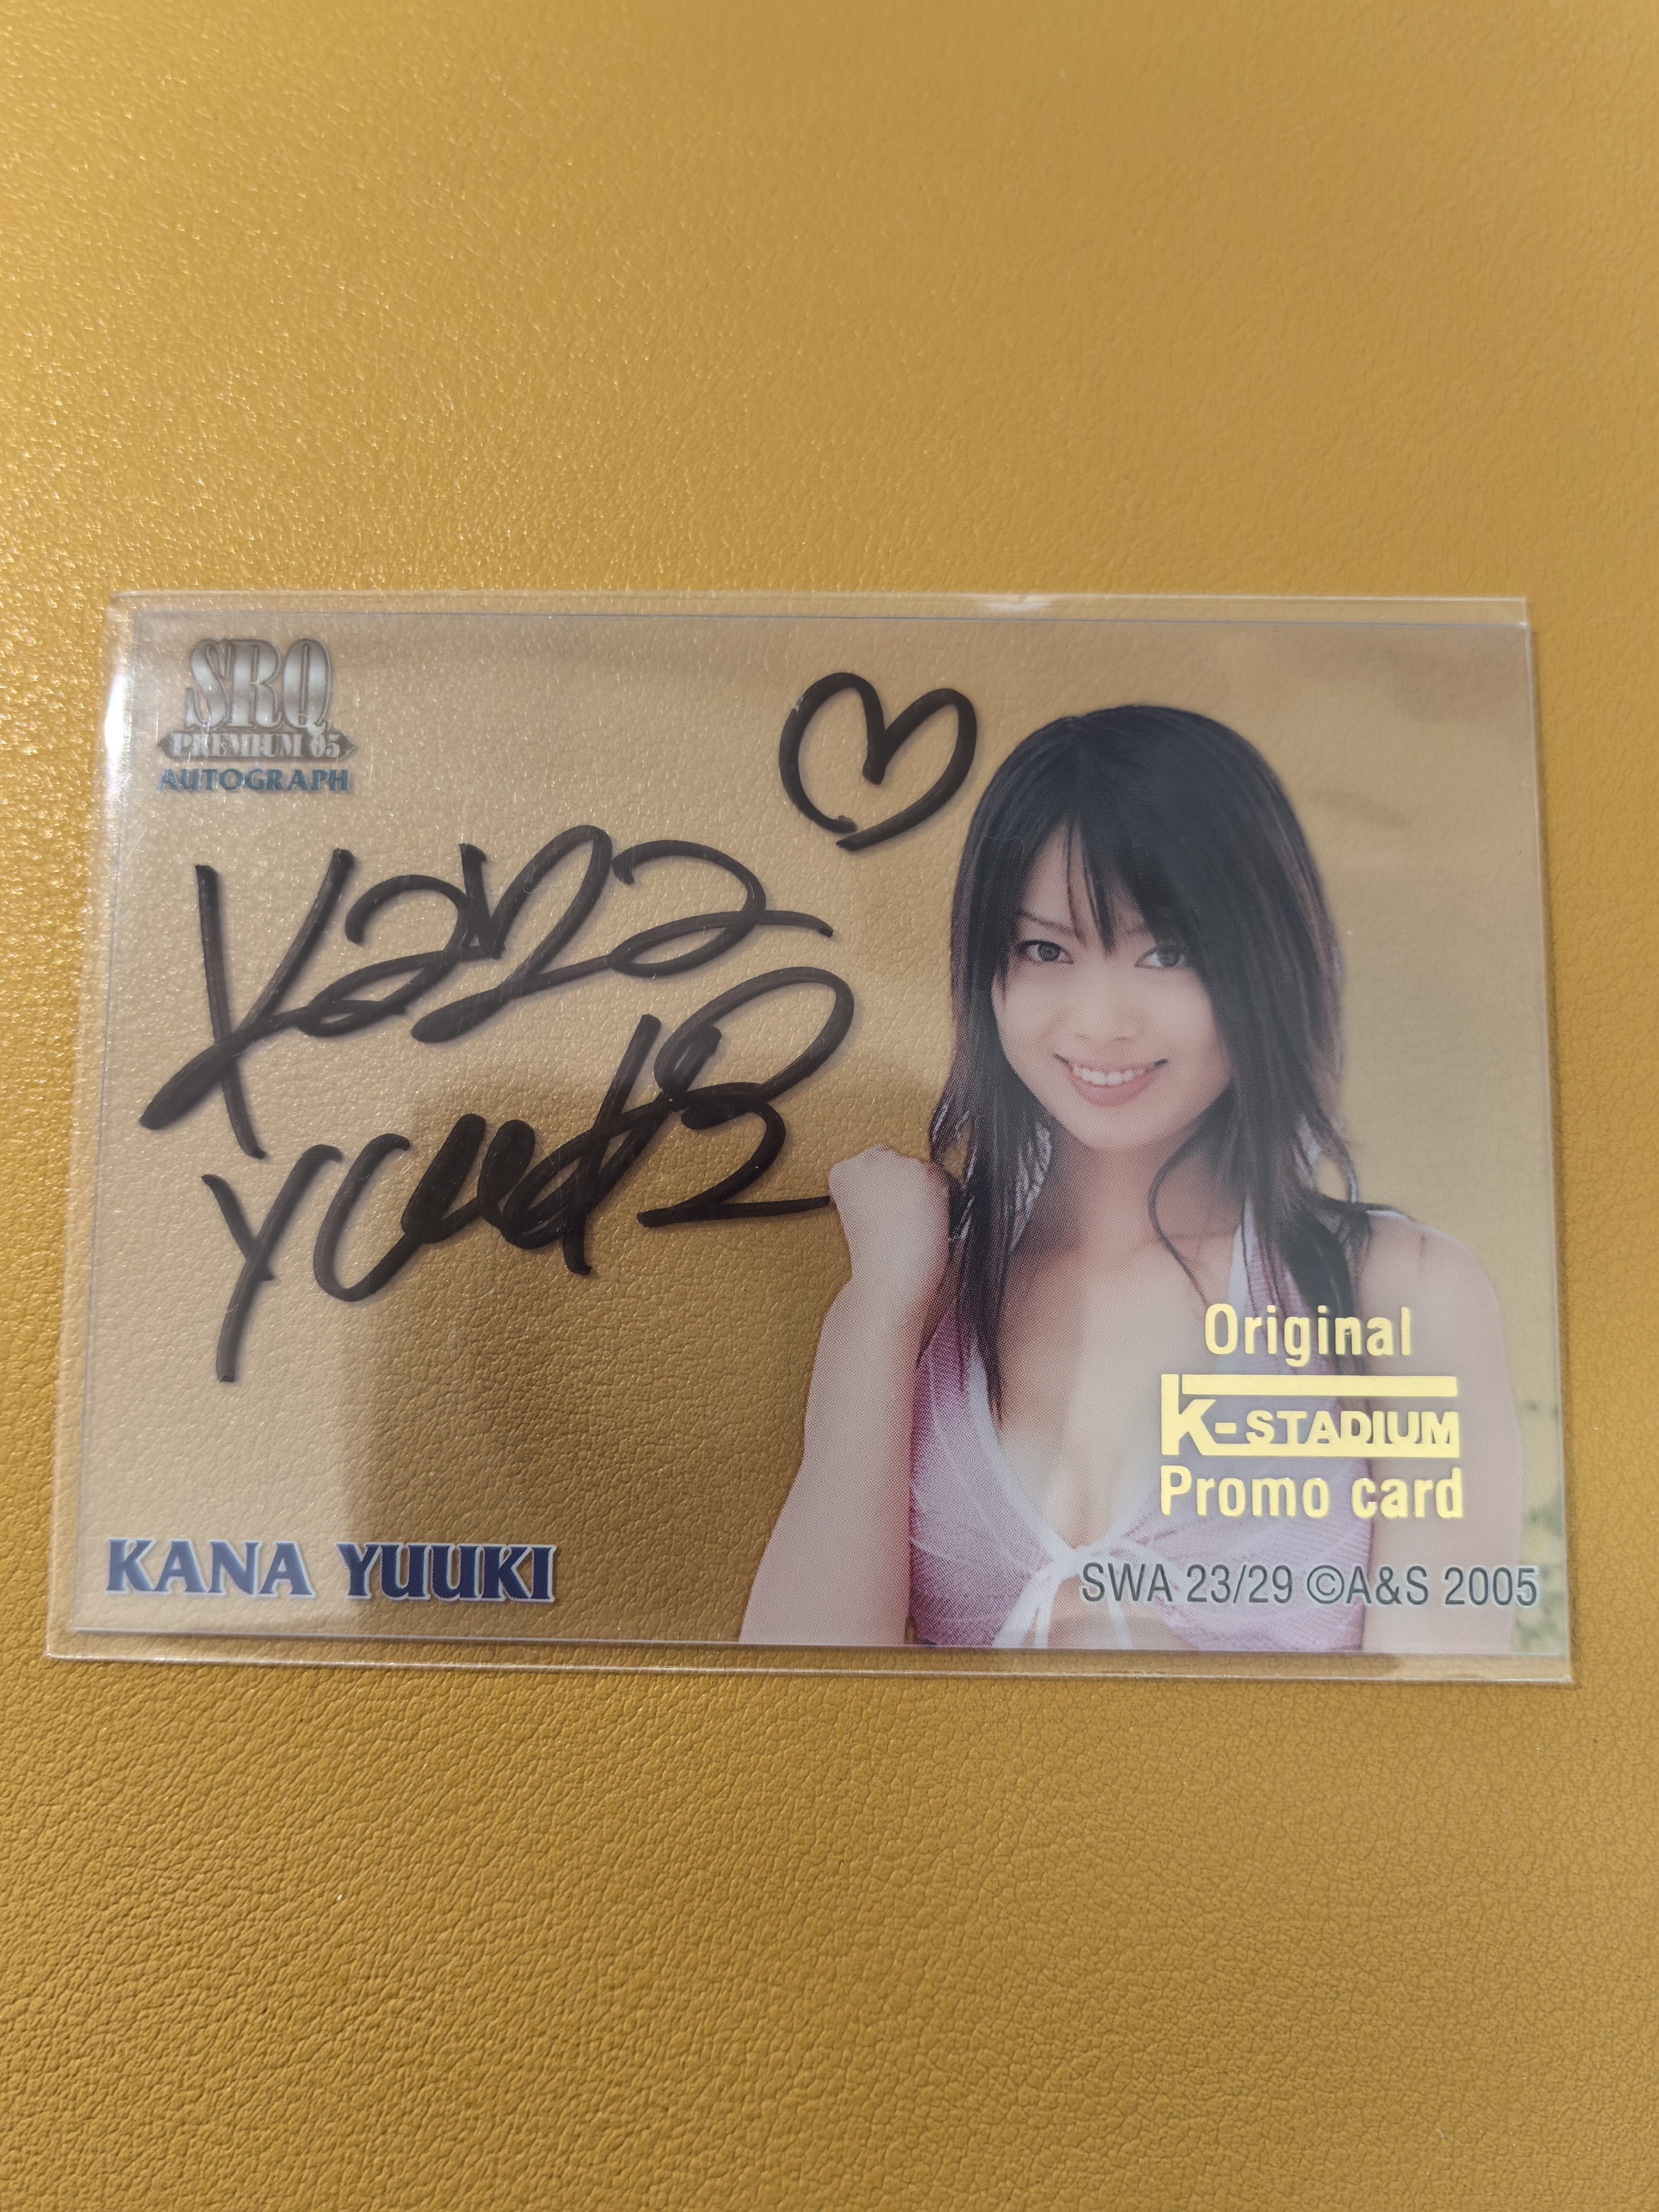 SRQ
PREMIUM 05
AUTOGRAPH
Kana
Yuuki
Original
K-STADIUM
Promo card
KANA YUUKI
SWA 23/29 ©A&S 2005